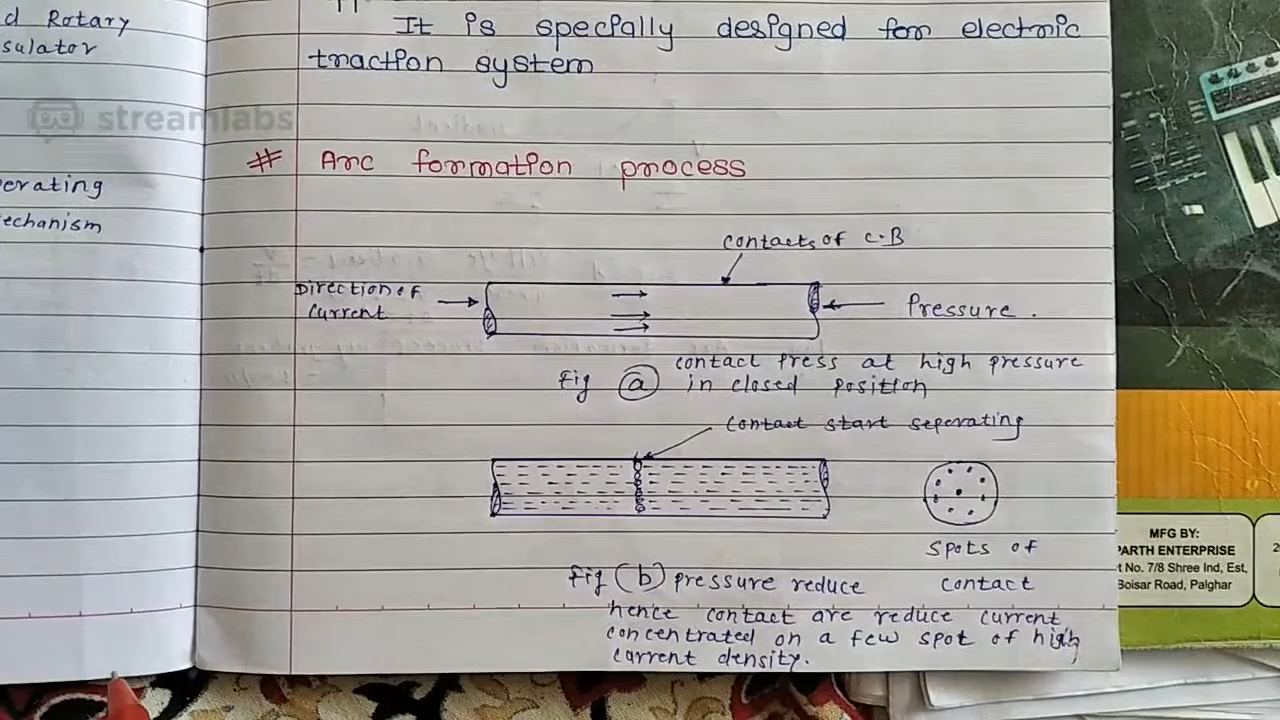 d Rotary
sulator
erating
echanism
streamlabs
It is specially designed for electric
traction system
# Arc formation process
contacts of C.B
Direction of
current
Pressure.
contact press at high pressure
Fig (a) in closed position
contact start seperating
Spots of
contact
Fig (b) pressure reduce
hence contact are reduce current
concentrated on a few spot of high
current density.
MFG BY:
PARTH ENTERPRISE
t No. 7/8 Shree Ind, Est,
Boisar Road, Palghar